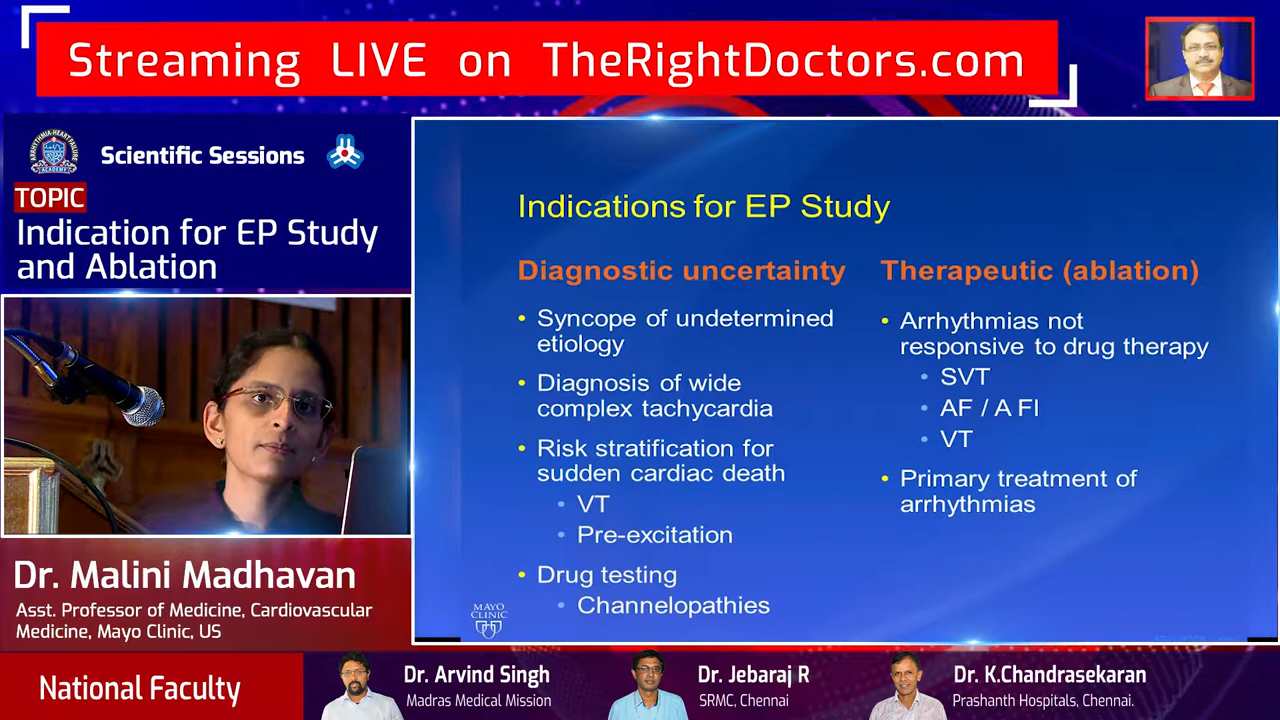 Streaming LIVE on TheRightDoctors.com
Scientific Sessions
TOPIC
Indication for EP Study
and Ablation
Indications for EP Study
Diagnostic uncertainty
• Syncope of undetermined
etiology
• Diagnosis of wide
complex tachycardia
• Risk stratification for
sudden cardiac death
• VT
• Pre-excitation
• Drug testing
• Channelopathies
Therapeutic (ablation)
• Arrhythmias not
responsive to drug therapy
• SVT
• AF / A Fl
• VT
• Primary treatment of
arrhythmias
MAYO
CLINIC
Dr. Malini Madhavan
Asst. Professor of Medicine, Cardiovascular
Medicine, Mayo Clinic, US
National Faculty
Dr. Arvind Singh
Madras Medical Mission
Dr. Jebaraj R
SRMC, Chennai
Dr. K.Chandrasekaran
Prashanth Hospitals, Chennai.